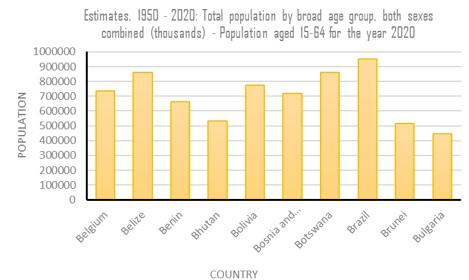 Estimates, 1950 - 2020: Total population by broad age group, both sexes
combined (thousands) - Population aged 15-64 for the year 2020
1000000
900000
800000
700000
600000
500000
400000
300000
200000
100000
0
POPULATION
Belgium
Belize
Benin
Bhutan
Bolivia
Bosnia and...
Botswana
Brazil
Brunei
Bulgaria
COUNTRY